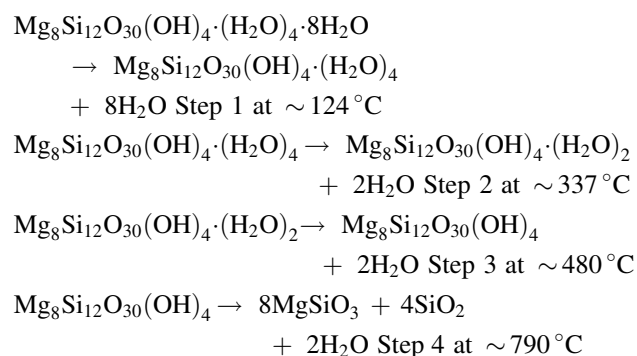 Mg₈Si₁₂O₃₀(OH)₄·(H₂O)₄·8H₂O
→ Mg₈Si₁₂O₃₀(OH)₄·(H₂O)₄
+ 8H₂O Step 1 at ∼124 °C
Mg₈Si₁₂O₃₀(OH)₄·(H₂O)₄ → Mg₈Si₁₂O₃₀(OH)₄·(H₂O)₂
+ 2H₂O Step 2 at ∼337 °C
Mg₈Si₁₂O₃₀(OH)₄·(H₂O)₂ → Mg₈Si₁₂O₃₀(OH)₄
+ 2H₂O Step 3 at ∼480 °C
Mg₈Si₁₂O₃₀(OH)₄ → 8MgSiO₃ + 4SiO₂
+ 2H₂O Step 4 at ∼790 °C